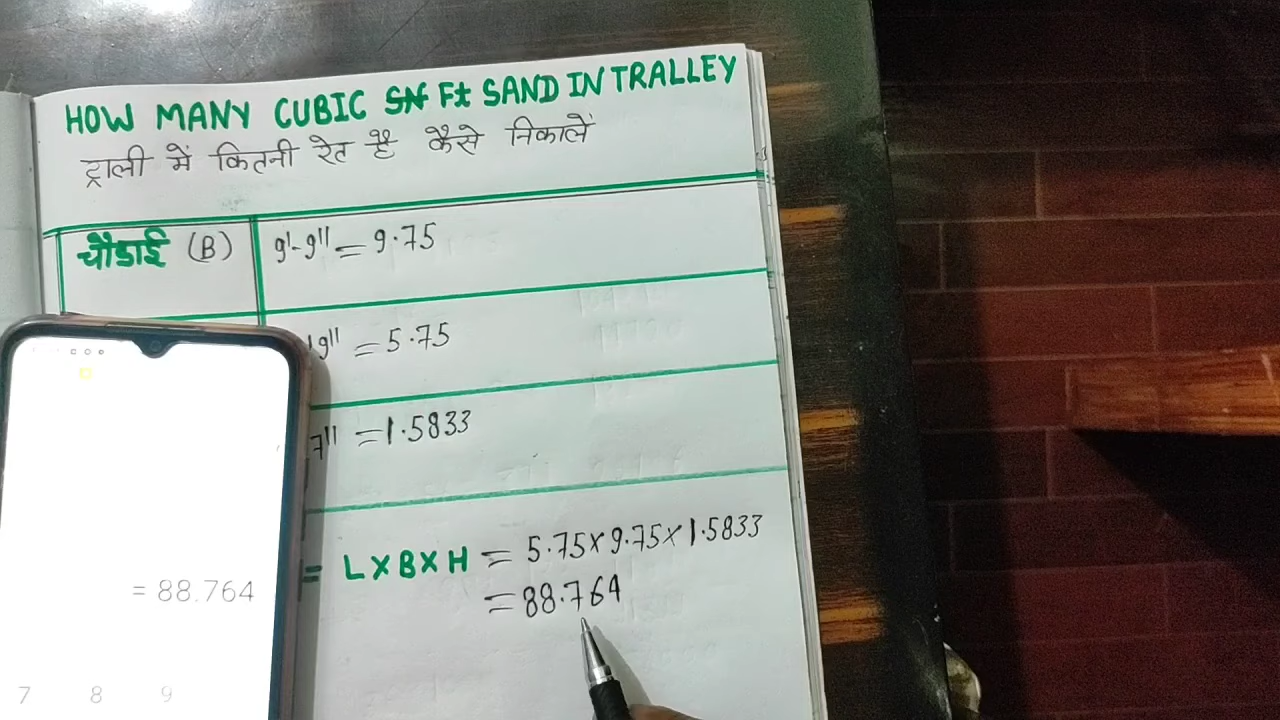 HOW MANY CUBIC Ft SAND IN TRALLEY
ट्राली में कितनी रेत है कैसे निकालें
चौडाई (B) 9'-9" = 9.75
9" = 5.75
7" = 1.5833
= L×B×H = 5.75×9.75×1.5833
= 88.764
= 88.764
7 8 9